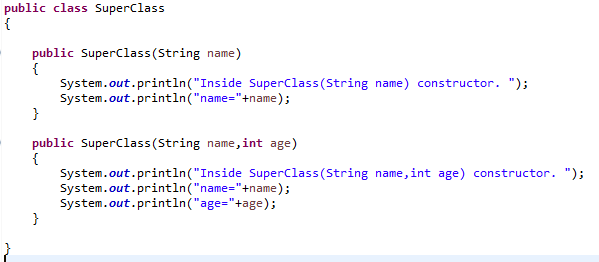 public class SuperClass
{
public SuperClass(String name)
{
System.out.println("Inside SuperClass(String name) constructor. ");
System.out.println("name="+name);
}
public SuperClass(String name,int age)
{
System.out.println("Inside SuperClass(String name,int age) constructor. ");
System.out.println("name="+name);
System.out.println("age="+age);
}
}